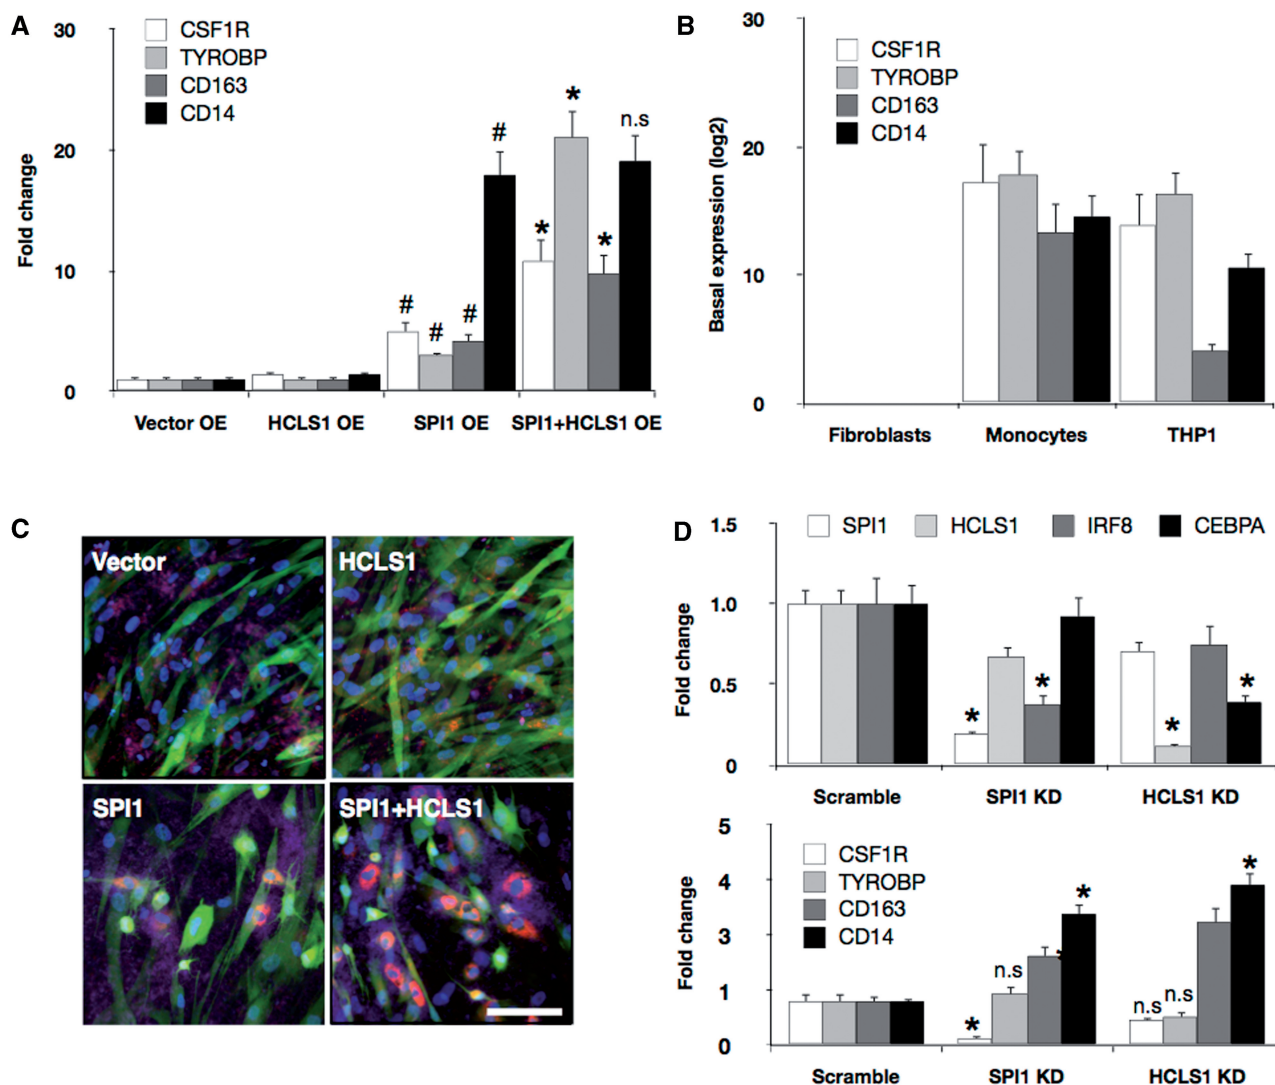 A
CSF1R
TYROBP
CD163
CD14
Fold change
30
20
10
0
#
#
#
#
*
*
*
n.s
Vector OE
HCLS1 OE
SPI1 OE
SPI1+HCLS1 OE
B
CSF1R
TYROBP
CD163
CD14
Basal expression (log2)
30
20
10
0
Fibroblasts
Monocytes
THP1
C
Vector
HCLS1
SPI1
SPI1+HCLS1
D
SPI1
HCLS1
IRF8
CEBPA
Fold change
1.5
1.0
0.5
0
*
*
*
*
Scramble
SPI1 KD
HCLS1 KD
CSF1R
TYROBP
CD163
CD14
Fold change
5
4
3
1
0
*
n.s
*
n.s
n.s
*
Scramble
SPI1 KD
HCLS1 KD